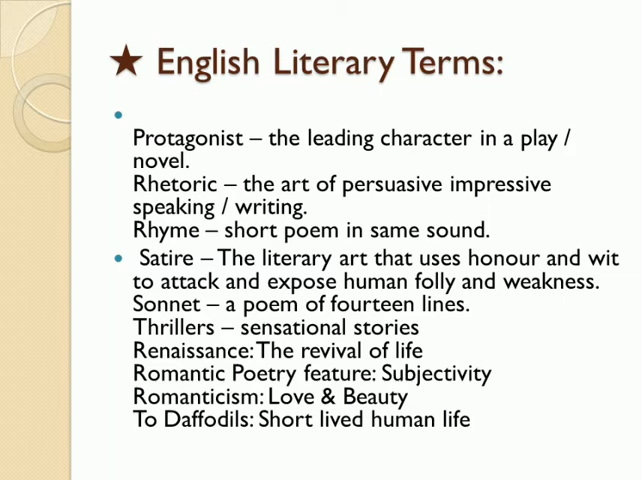 ★ English Literary Terms:
•
Protagonist – the leading character in a play /
novel.
Rhetoric – the art of persuasive impressive
speaking / writing.
Rhyme – short poem in same sound.
• Satire – The literary art that uses honour and wit
to attack and expose human folly and weakness.
Sonnet – a poem of fourteen lines.
Thrillers – sensational stories
Renaissance: The revival of life
Romantic Poetry feature: Subjectivity
Romanticism: Love & Beauty
To Daffodils: Short lived human life